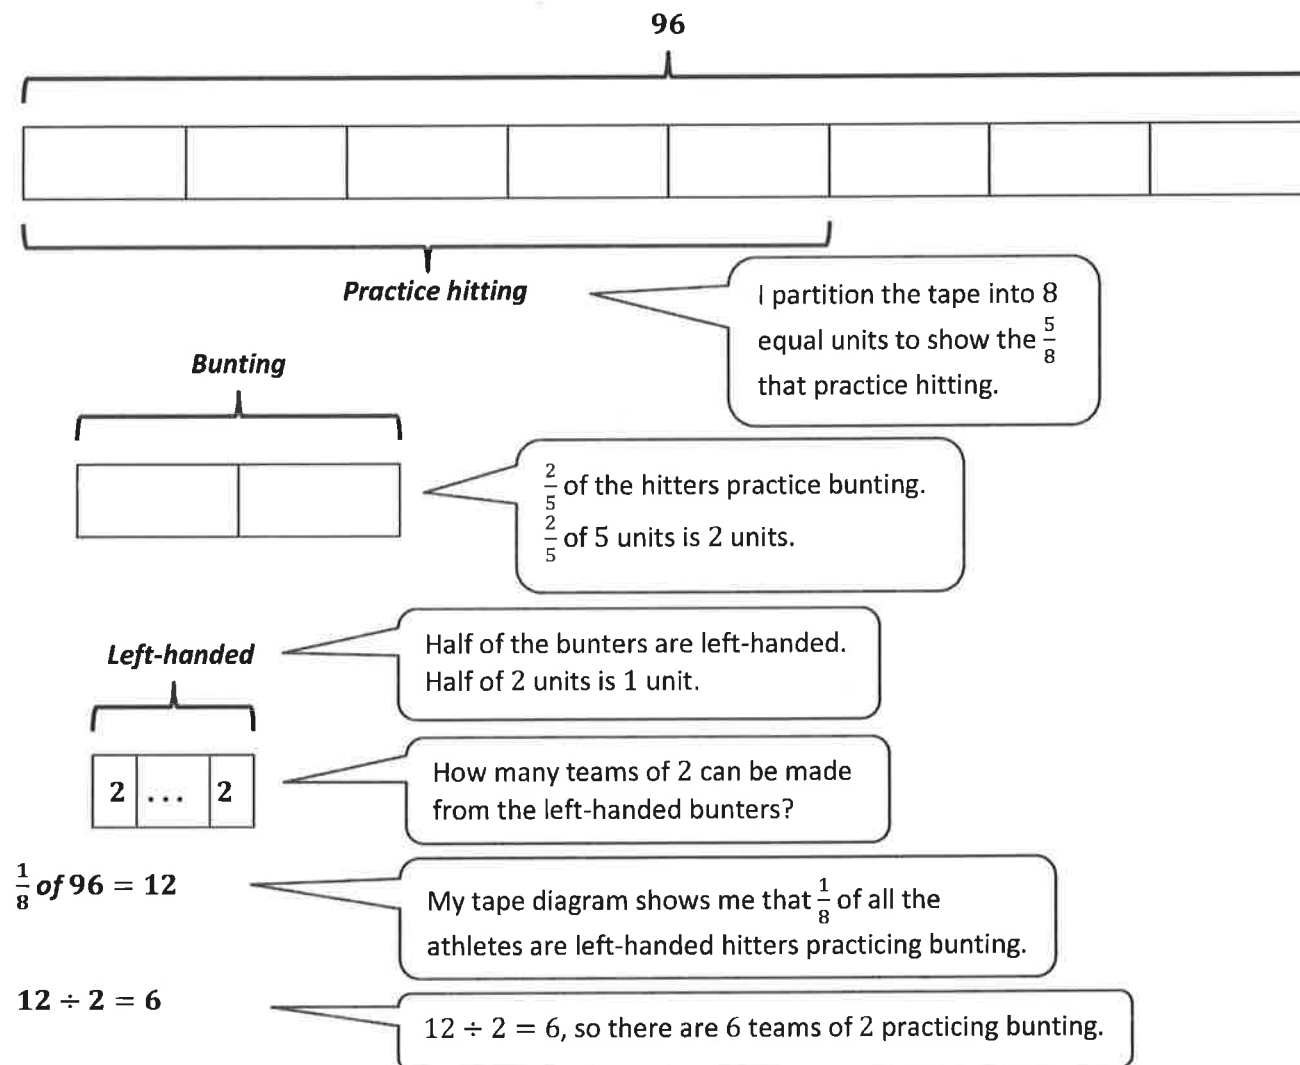 96
Practice hitting
I partition the tape into 8
equal units to show the 5/8
that practice hitting.
Bunting
2/5 of the hitters practice bunting.
2/5 of 5 units is 2 units.
Left-handed
Half of the bunters are left-handed.
Half of 2 units is 1 unit.
2 ... 2
How many teams of 2 can be made
from the left-handed bunters?
1/8 of 96 = 12
My tape diagram shows me that 1/8 of all the
athletes are left-handed hitters practicing bunting.
12 ÷ 2 = 6
12 ÷ 2 = 6, so there are 6 teams of 2 practicing bunting.